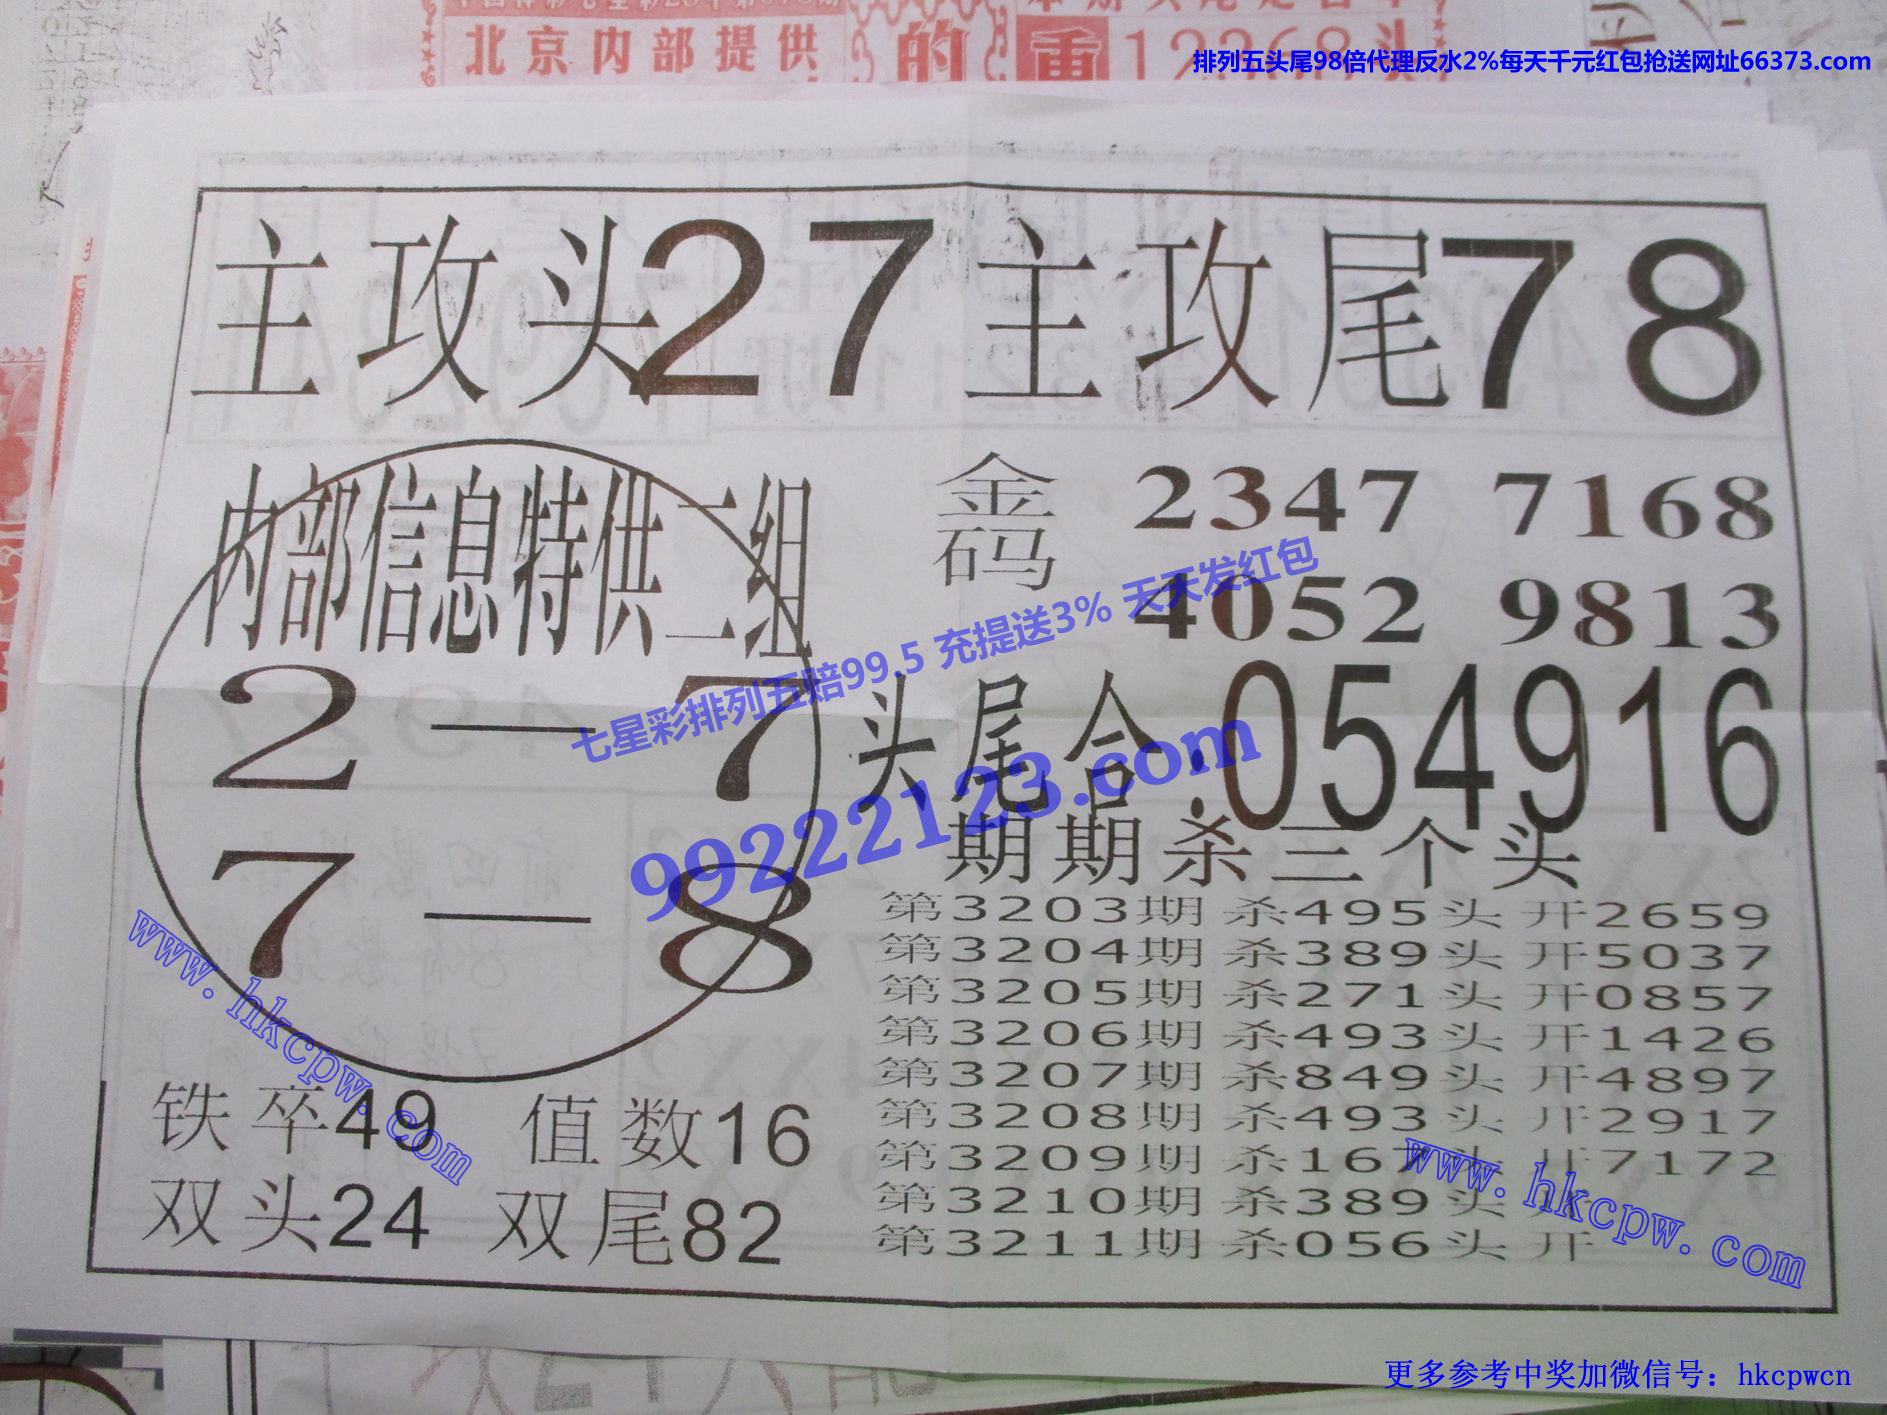 北京内部提供
的
重12368头
排列五头尾98倍代理反水2%每天千元红包抢送网址66373.com
主攻头27 主攻尾78
内部信息特供二组
2—7
7—8
金码
2347 7168
4052 9813
七星彩排列五赔99.5 充提送3% 天天发红包
99222123.com
头尾合:054916
期期杀三个头
第3203期 杀495头 开2659
第3204期 杀389头 开5037
第3205期 杀271头 开0857
第3206期 杀493头 开1426
第3207期 杀849头 开4897
第3208期 杀493头 开2917
第3209期 杀167头 开7172
第3210期 杀389头 开
第3211期 杀056头 开
www.hkcpw.com
铁卒49 值数16
双头24 双尾82
www.hkcpw.com
更多参考中奖加微信号：hkcpwcn